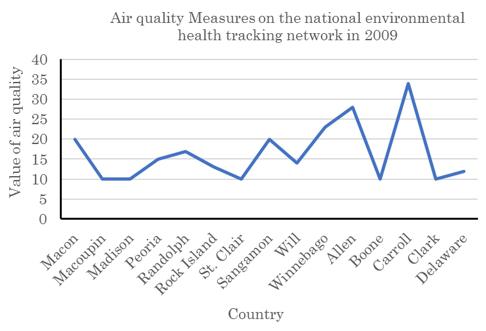 Air quality Measures on the national environmental
health tracking network in 2009
Value of air quality
40
35
30
25
20
15
10
5
0
Macon
Macoupin
Madison
Peoria
Randolph
Rock Island
St. Clair
Sangamon
Will
Winnebago
Allen
Boone
Carroll
Clark
Delaware
Country